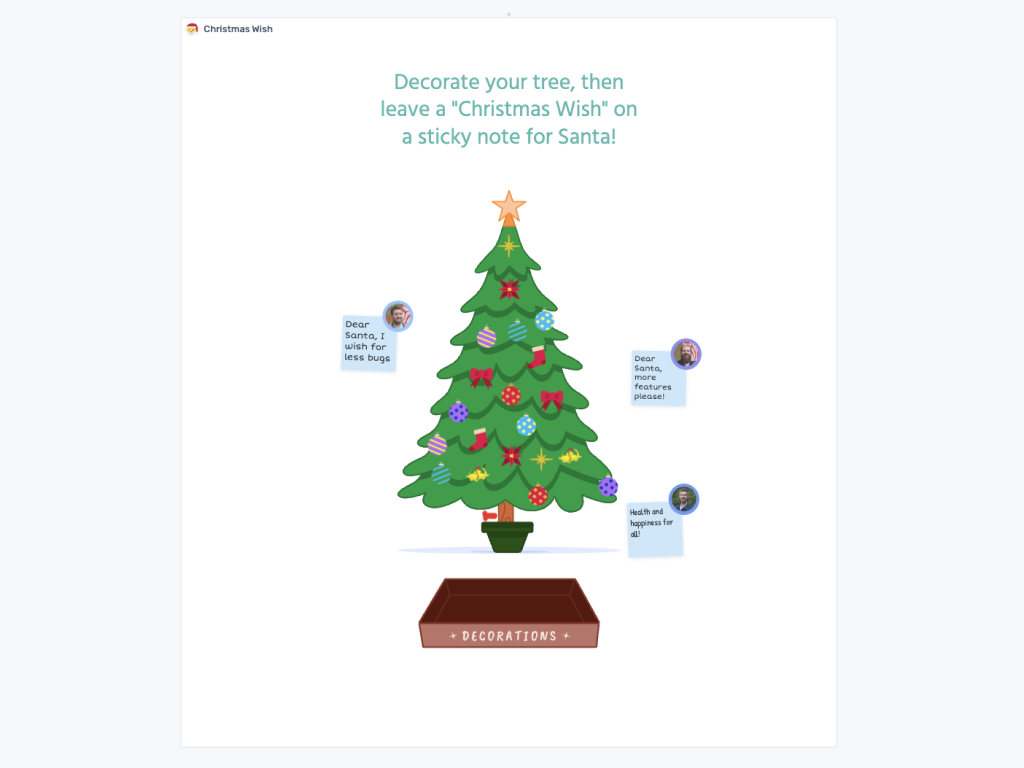 Christmas Wish
Decorate your tree, then
leave a "Christmas Wish" on
a sticky note for Santa!
Dear
Santa, I
wish for
less bugs
Dear
Santa,
more
features
please!
Health and
happiness for
all!
DECORATIONS